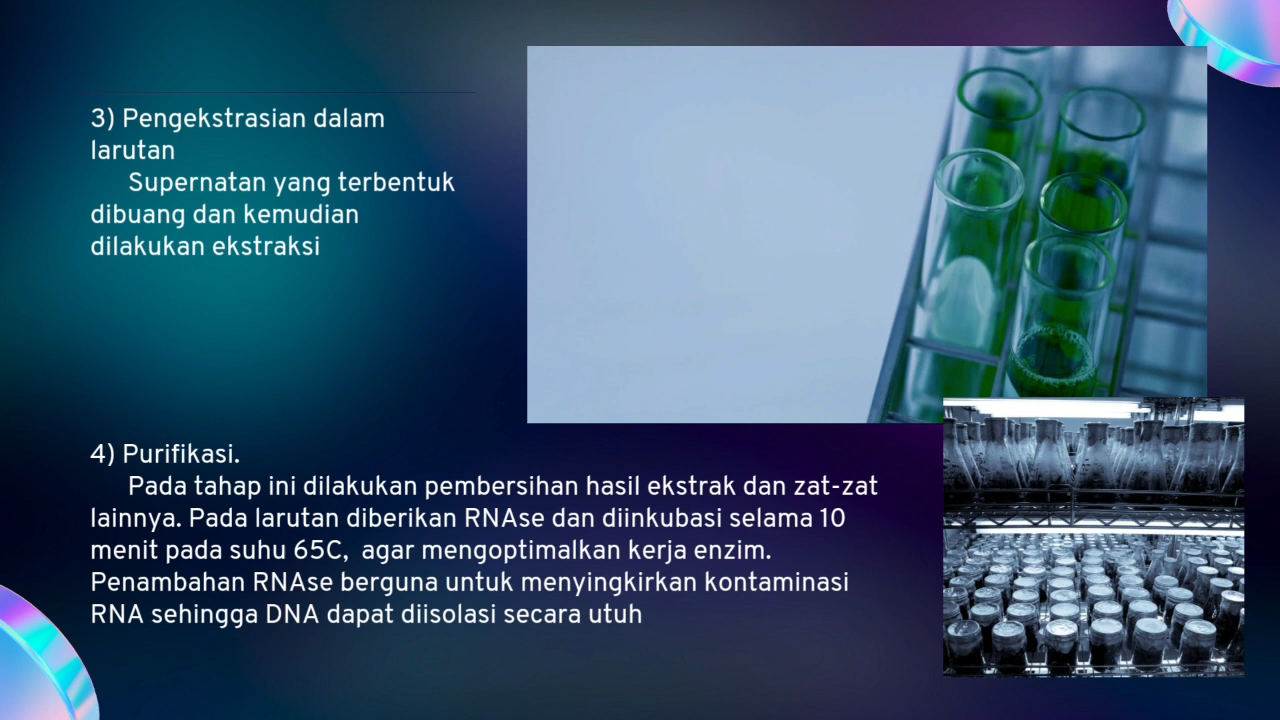 3) Pengekstrasian dalam
larutan
Supernatan yang terbentuk
dibuang dan kemudian
dilakukan ekstraksi
4) Purifikasi.
Pada tahap ini dilakukan pembersihan hasil ekstrak dan zat-zat
lainnya. Pada larutan diberikan RNAse dan diinkubasi selama 10
menit pada suhu 65C,  agar mengoptimalkan kerja enzim.
Penambahan RNAse berguna untuk menyingkirkan kontaminasi
RNA sehingga DNA dapat diisolasi secara utuh